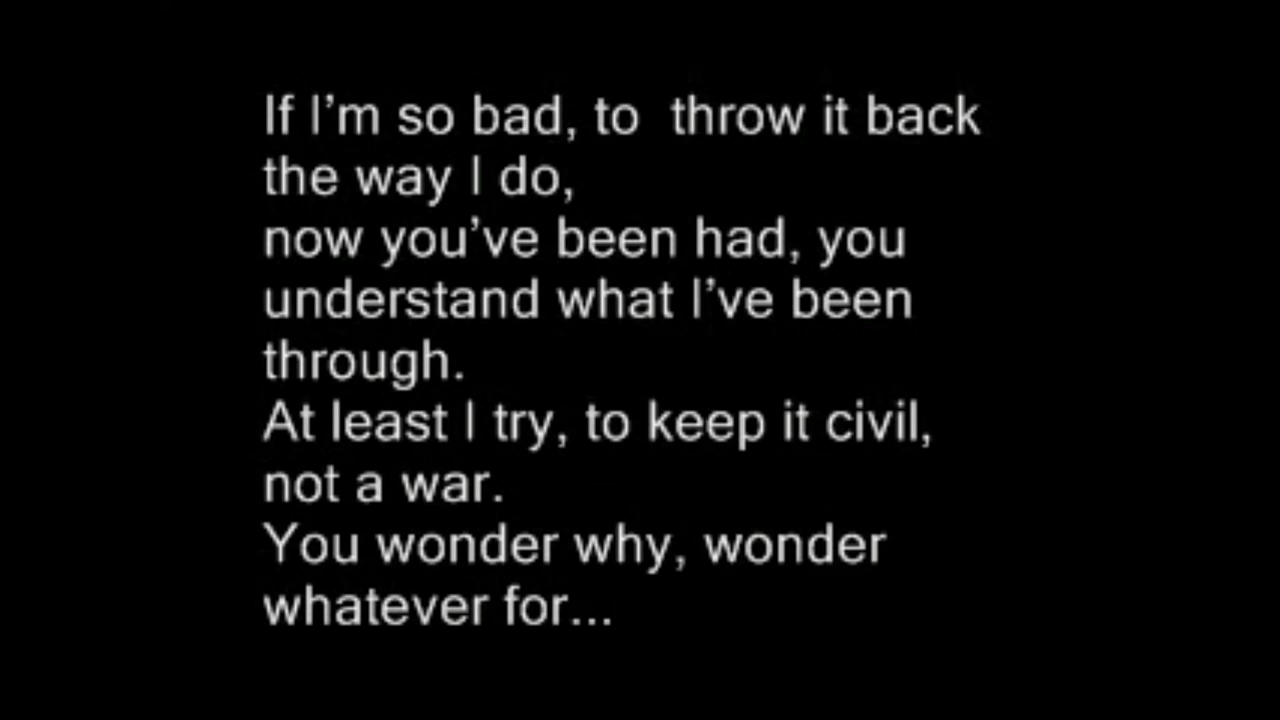 If I’m so bad, to  throw it back
the way I do,
now you’ve been had, you
understand what I’ve been
through.
At least I try, to keep it civil,
not a war.
You wonder why, wonder
whatever for...